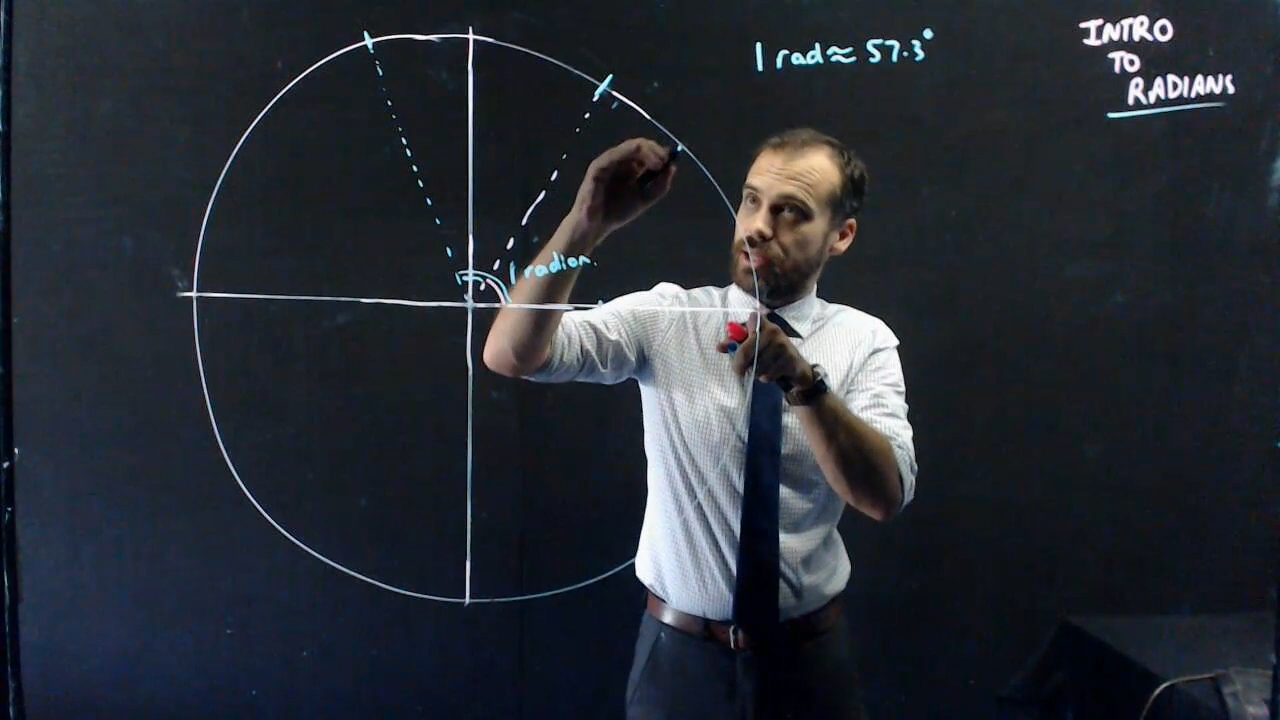 1 rad ≈ 57.3°
INTRO
TO
RADIANS
1 radian.